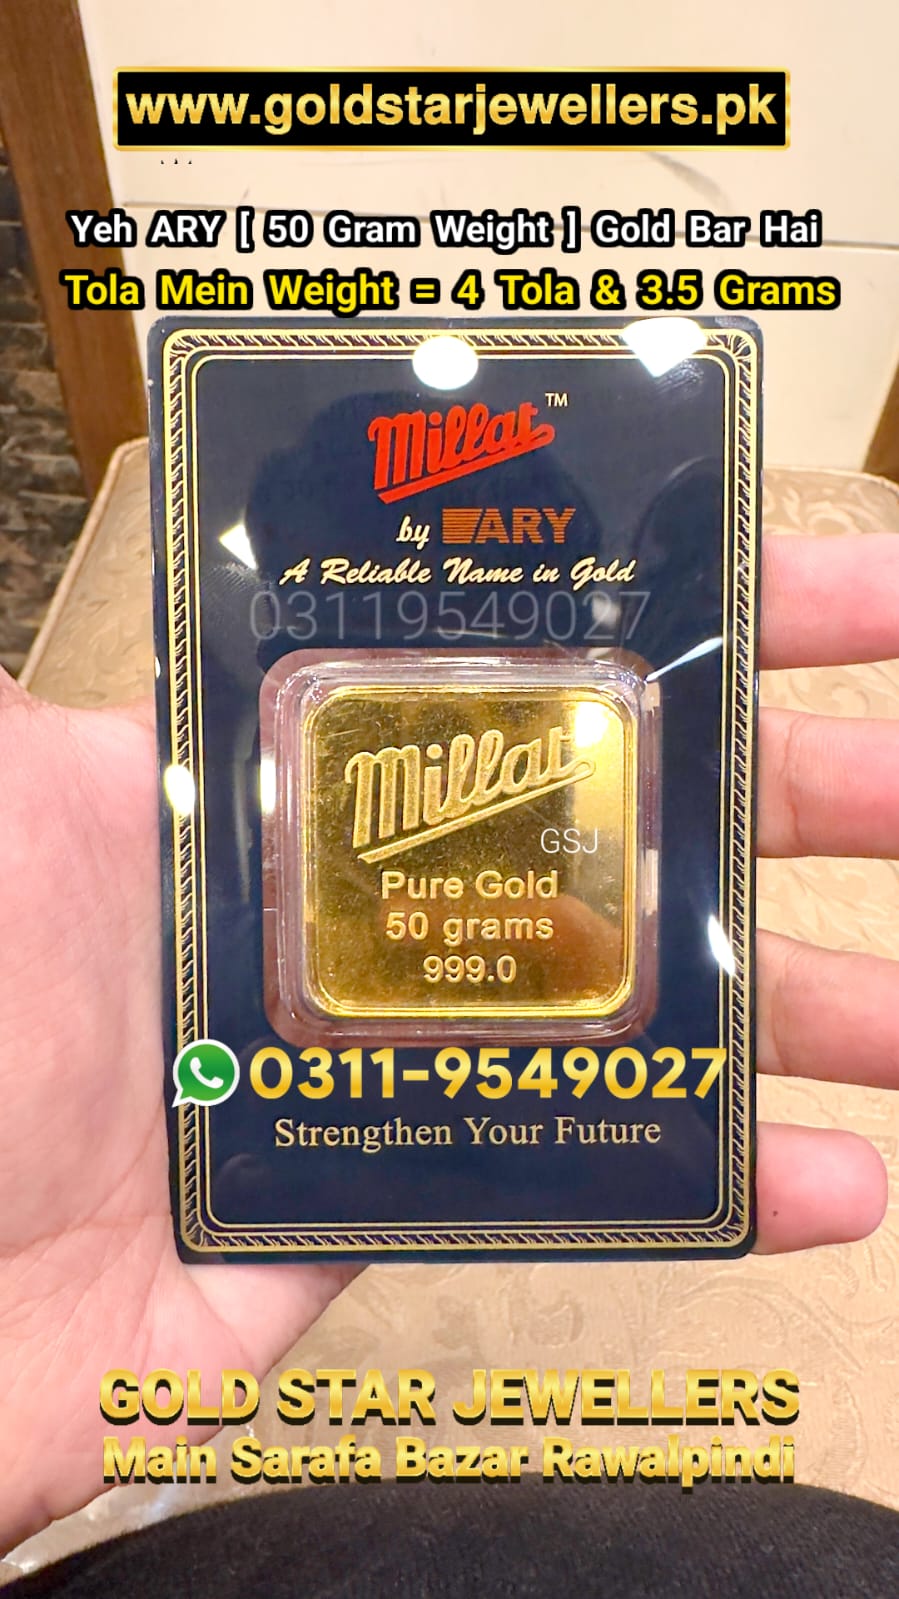 www.goldstarjewellers.pk
Yeh ARY [ 50 Gram Weight ] Gold Bar Hai
Tola Mein Weight = 4 Tola & 3.5 Grams
Millat™
by ARY
A Reliable Name in Gold
03119549027
Millat
GSJ
Pure Gold
50 grams
999.0
0311-9549027
Strengthen Your Future
GOLD STAR JEWELLERS
Main Sarafa Bazar Rawalpindi